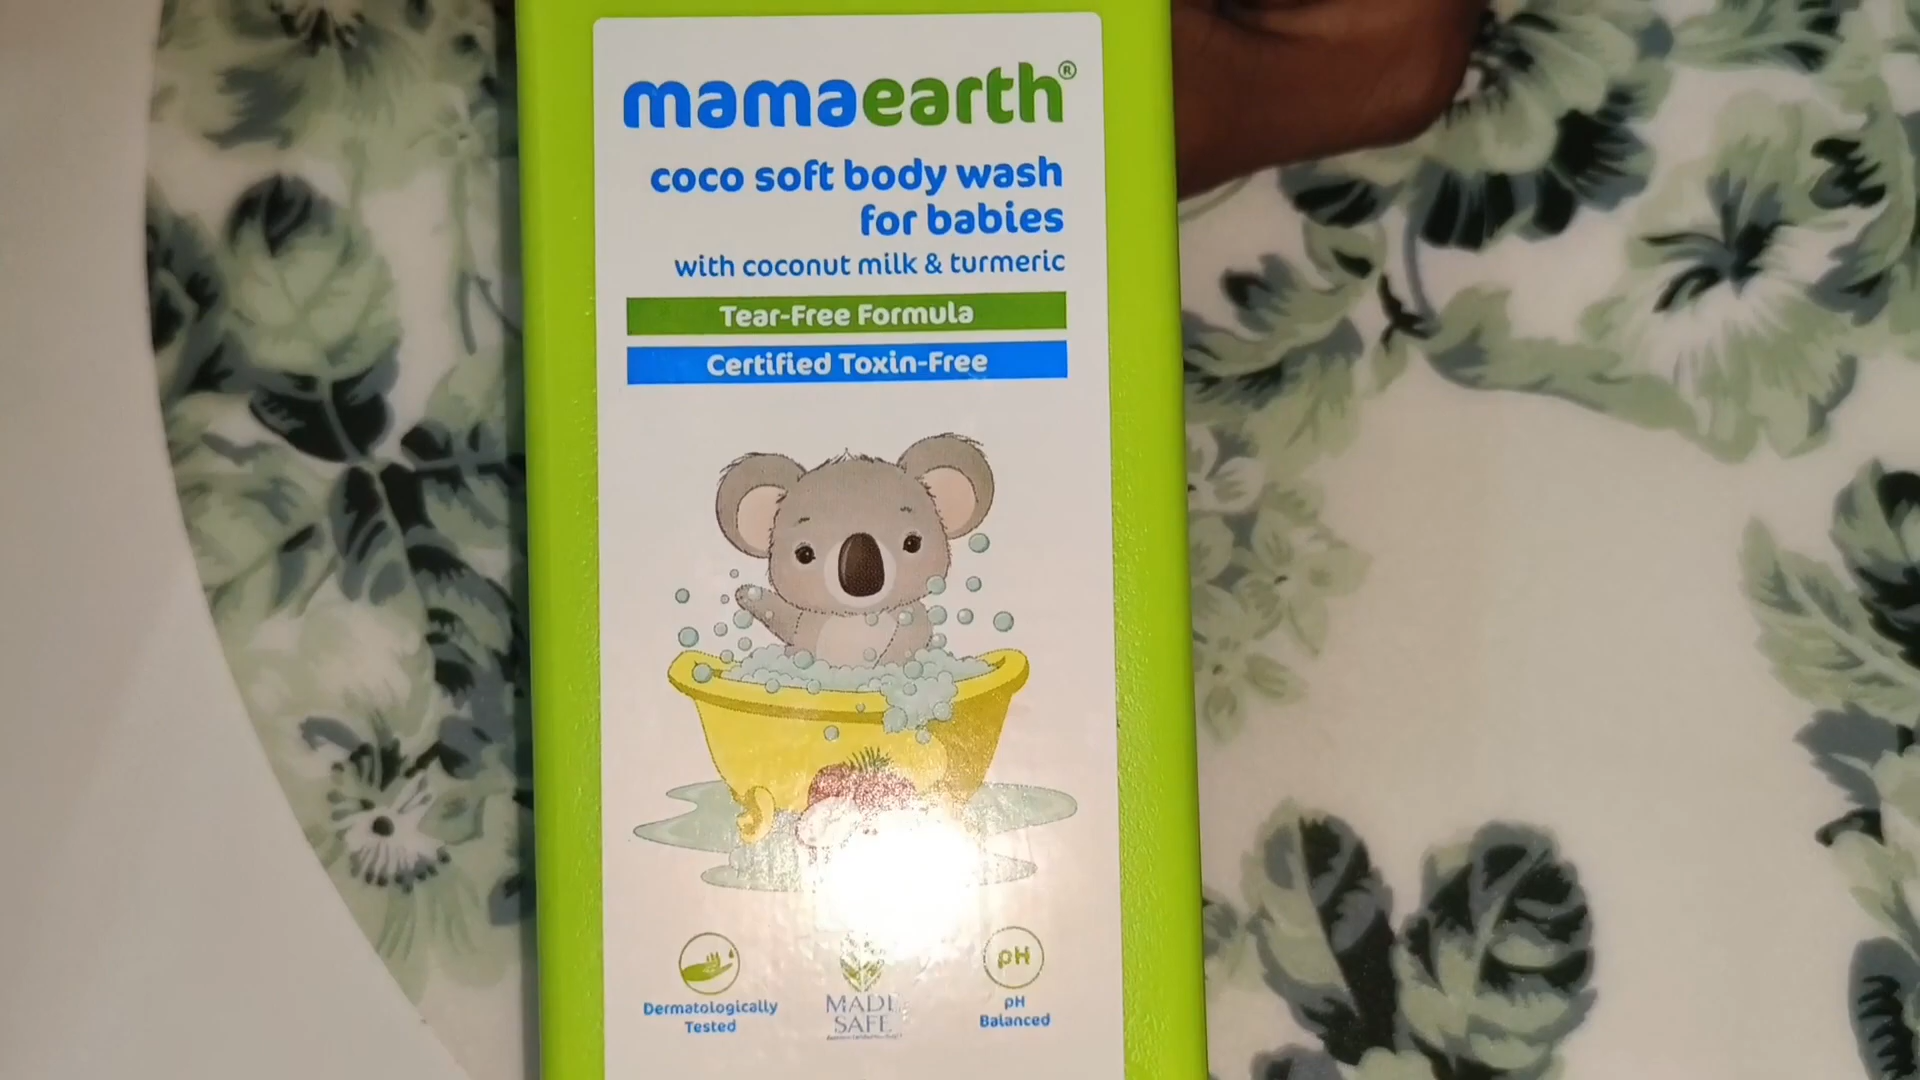 mamaearth®
coco soft body wash
for babies
with coconut milk & turmeric
Tear-Free Formula
Certified Toxin-Free
Dermatologically
Tested
MADE
SAFE
pH
pH
Balanced